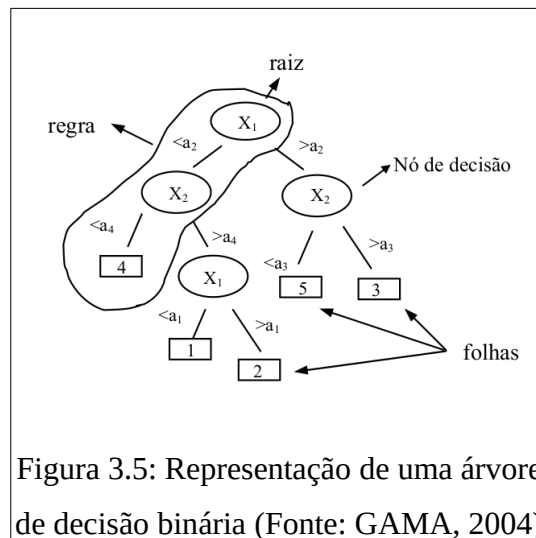 raiz
regra
X₁
<a₂
>a₂
Nó de decisão
X₂
X₂
<a₄
>a₄
<a₃
>a₃
4
X₁
5
3
<a₁
>a₁
1
2
folhas
Figura 3.5: Representação de uma árvore
de decisão binária (Fonte: GAMA, 2004)